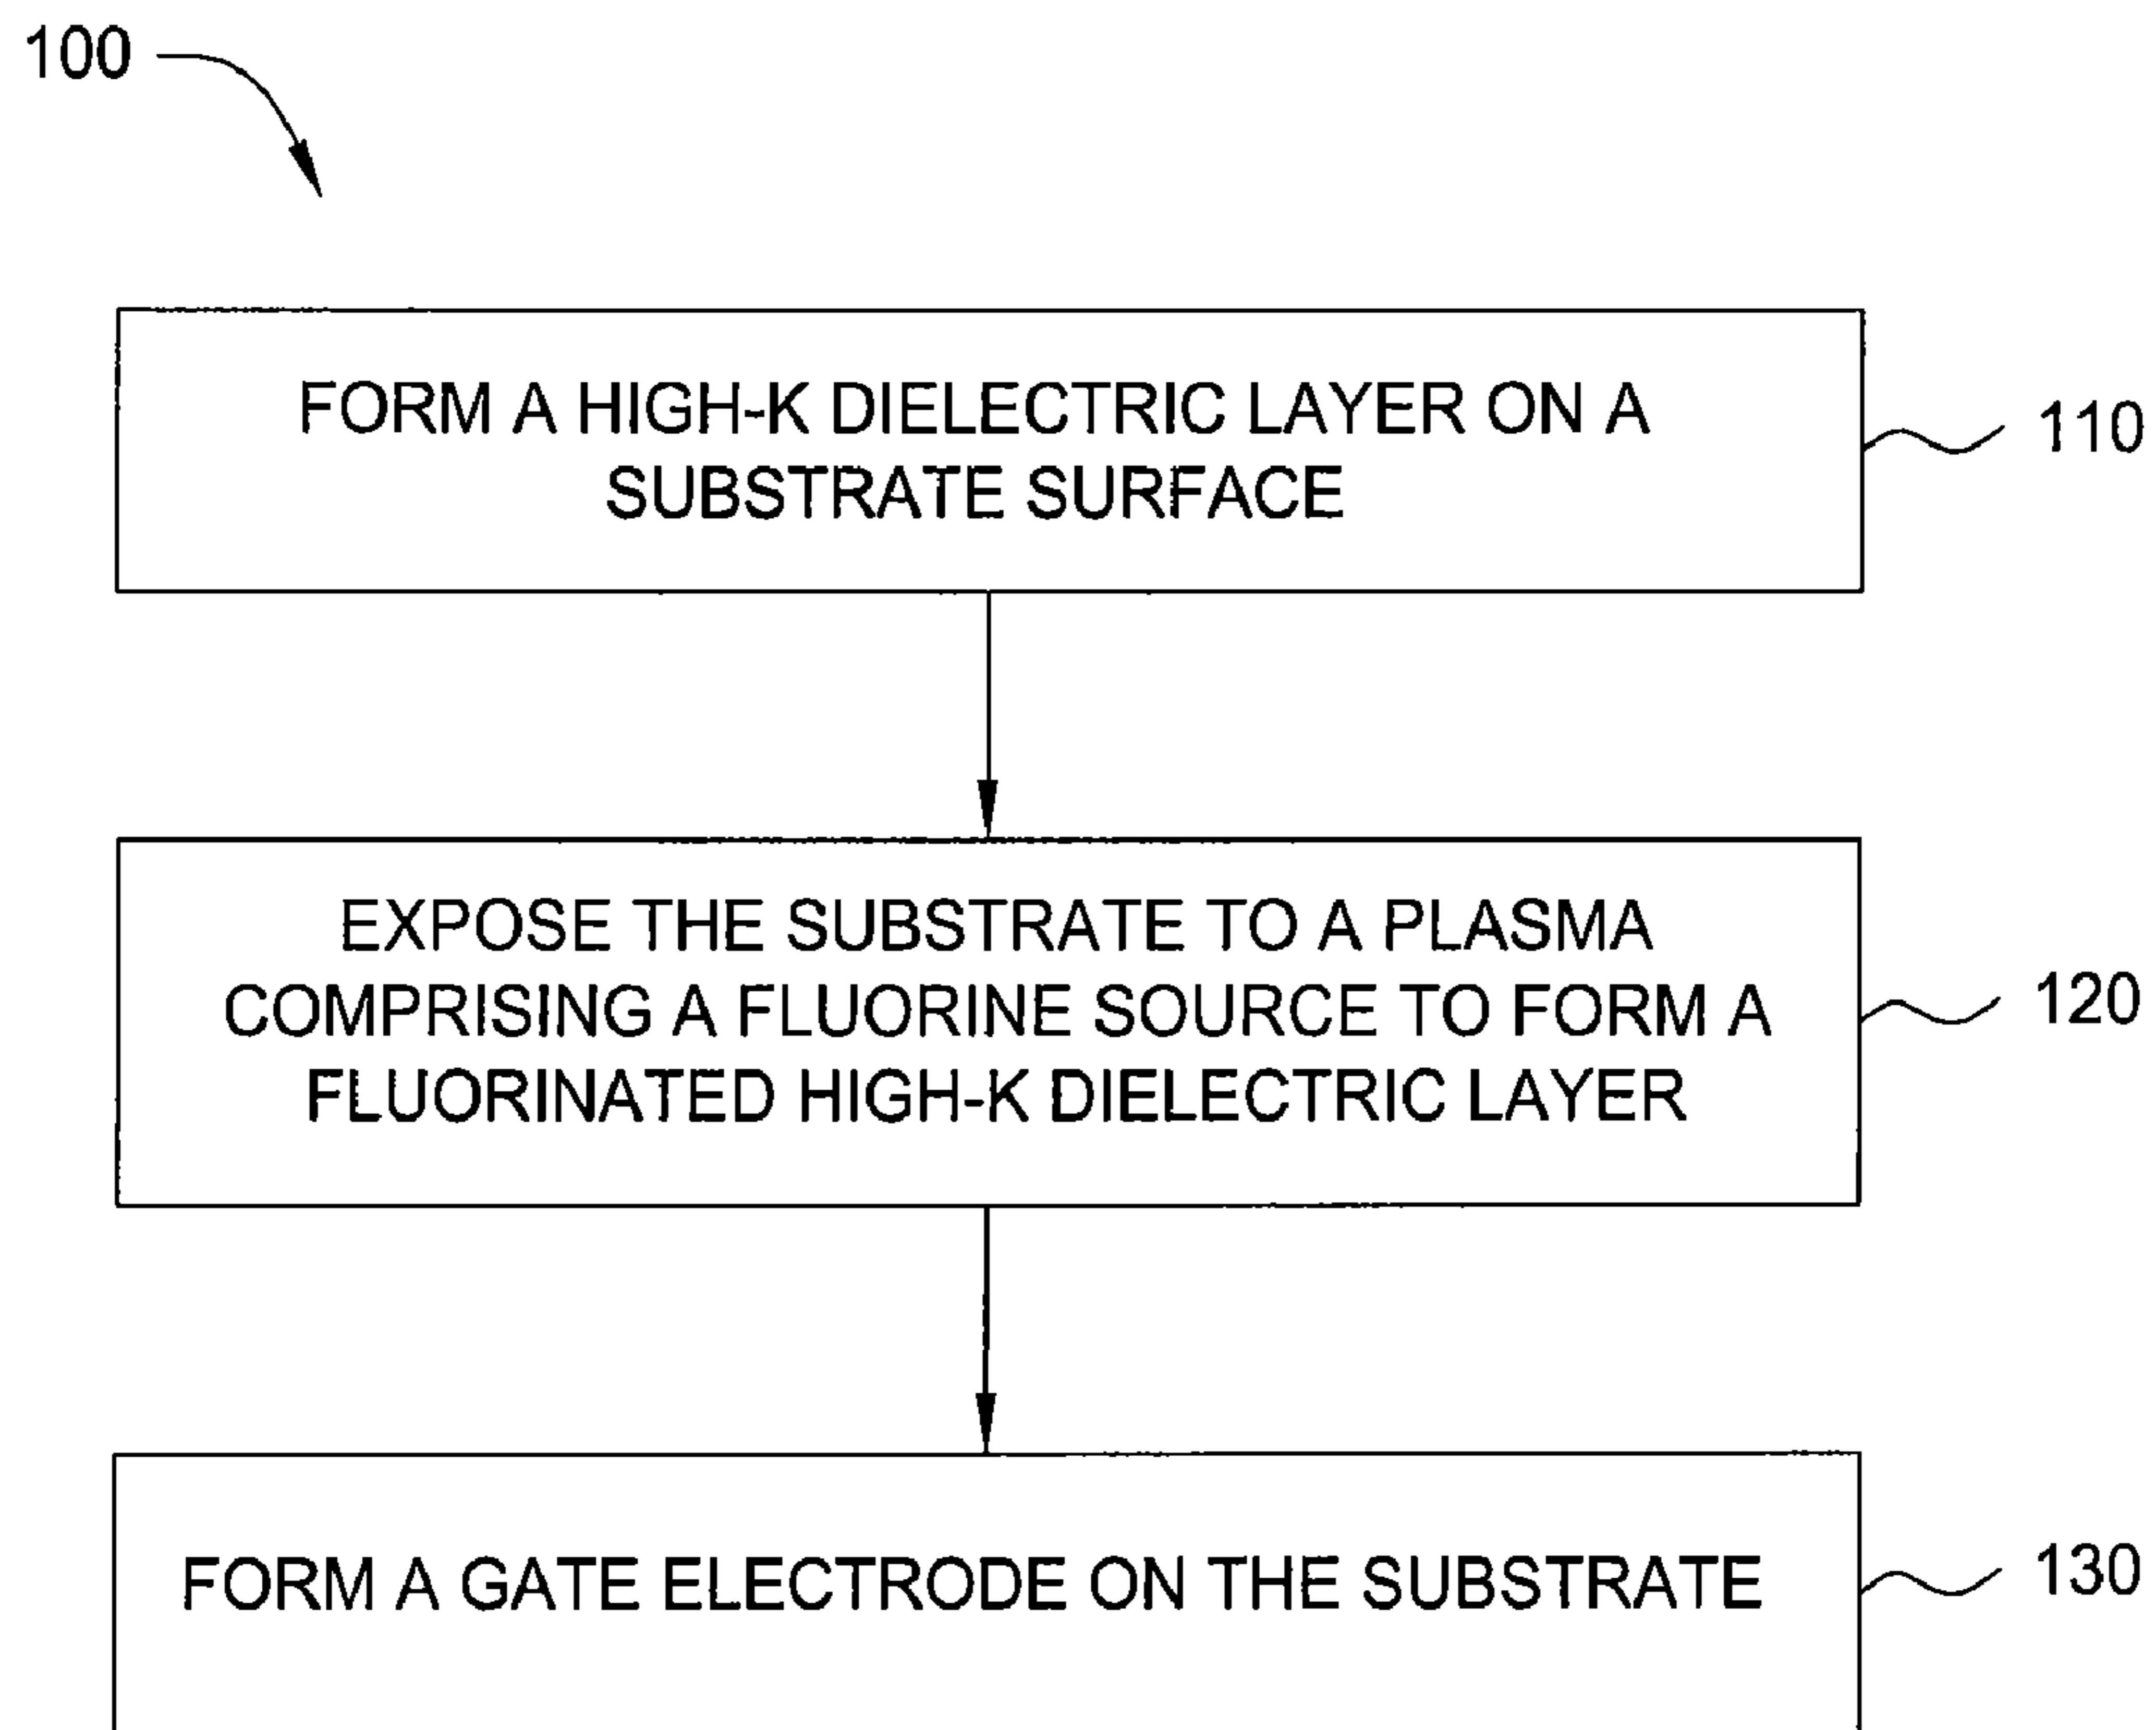 100
FORM A HIGH-K DIELECTRIC LAYER ON A
SUBSTRATE SURFACE
110
EXPOSE THE SUBSTRATE TO A PLASMA
COMPRISING A FLUORINE SOURCE TO FORM A
FLUORINATED HIGH-K DIELECTRIC LAYER
120
FORM A GATE ELECTRODE ON THE SUBSTRATE
130